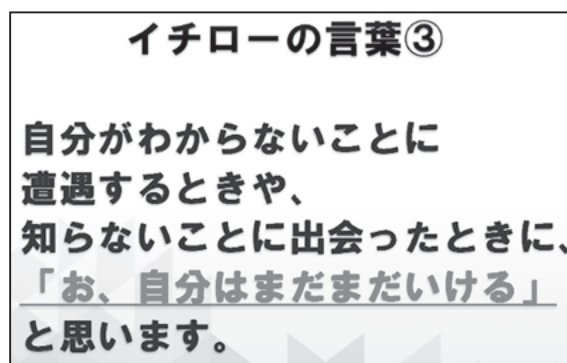 イチローの言葉③
自分がわからないことに
遭遇するときや、
知らないことに出会ったときに、
「お、自分はまだまだいける」
と思います。